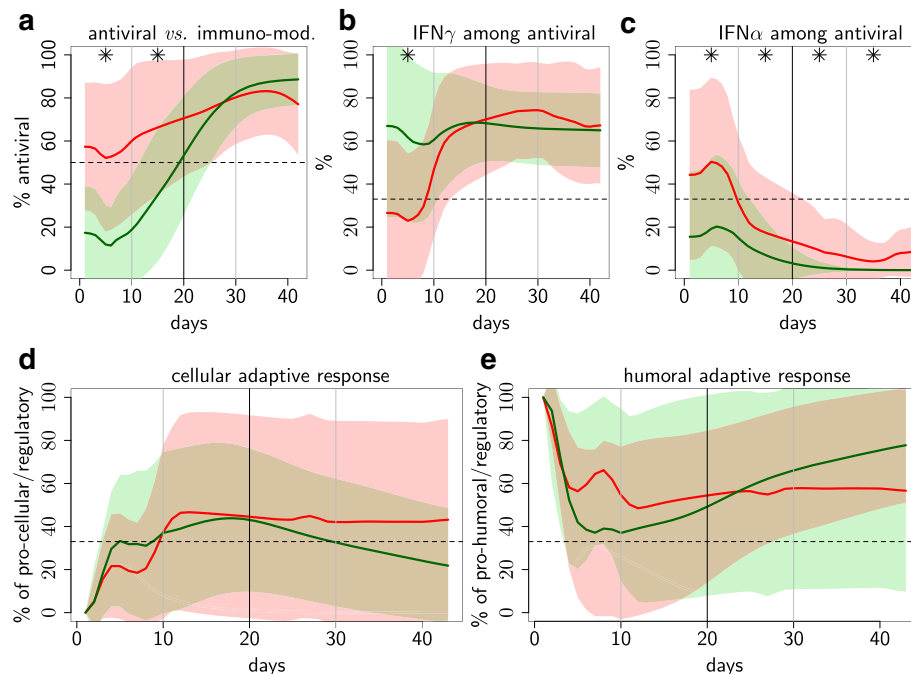 a
antiviral vs. immuno-mod.
% antiviral
0 20 40 60 80 100
0 10 20 30 40
days
b
IFNγ among antiviral
%
0 20 40 60 80 100
0 10 20 30 40
days
c
IFNα among antiviral
%
0 20 40 60 80 100
0 10 20 30 40
days
d
cellular adaptive response
% of pro-cellular/regulatory
0 20 40 60 80 100
0 10 20 30 40
days
e
humoral adaptive response
% of pro-humoral/regulatory
0 20 40 60 80 100
0 10 20 30 40
days